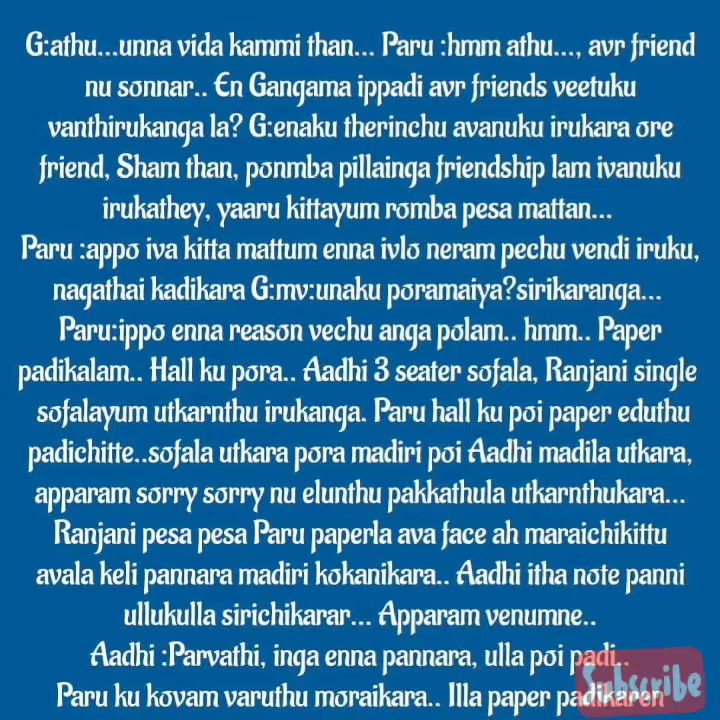 G:athu...unna vida kammi than... Paru :hmm athu..., avr friend
nu sonnar.. En Gangama ippadi avr friends veetuku
vanthirukanga la? G:enaku therinchu avanuku irukara ore
friend, Sham than, ponmba pillainga friendship lam ivanuku
irukathey, yaaru kittayum romba pesa mattan...
Paru :appo iva kitta mattum enna ivlo neram pechu vendi iruku,
nagathai kadikara G:mv:unaku poramaiya?sirikaranga...
Paru:ippo enna reason vechu anga polam.. hmm.. Paper
padikalam.. Hall ku pora.. Aadhi 3 seater sofala, Ranjani single
sofalayum utkarnthu irukanga. Paru hall ku poi paper eduthu
padichitte..sofala utkara pora madiri poi Aadhi madila utkara,
apparam sorry sorry nu elunthu pakkathula utkarnthukara...
Ranjani pesa pesa Paru paperla ava face ah maraichikittu
avala keli pannara madiri kokanikara.. Aadhi itha note panni
ullukulla sirichikarar... Apparam venumne..
Aadhi :Parvathi, inga enna pannara, ulla poi padi..
Paru ku kovam varuthu moraikara.. Illa paper padikaren
Subscribe